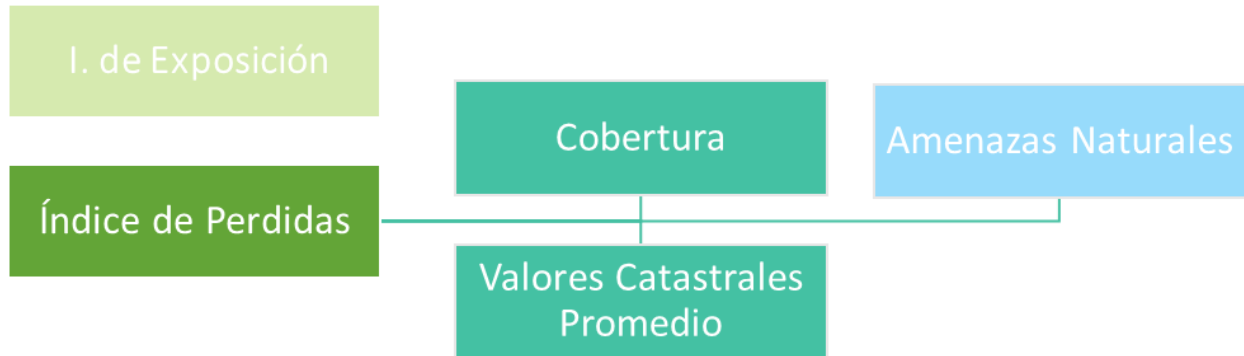 I. de Exposición
Cobertura
Amenazas Naturales
Índice de Perdidas
Valores Catastrales
Promedio